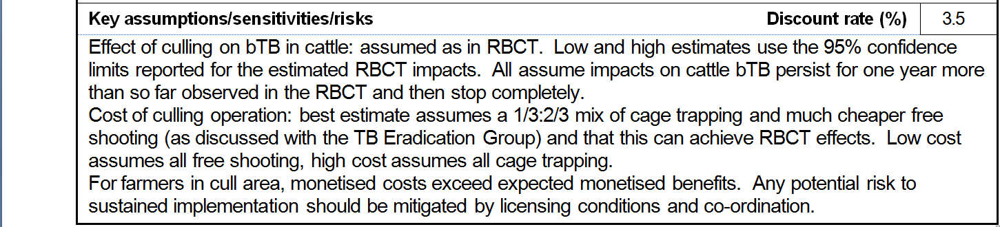 Key assumptions/sensitivities/risks Discount rate (%) 3.5
Effect of culling on bTB in cattle: assumed as in RBCT. Low and high estimates use the 95% confidence
limits reported for the estimated RBCT impacts. All assume impacts on cattle bTB persist for one year more
than so far observed in the RBCT and then stop completely.
Cost of culling operation: best estimate assumes a 1/3:2/3 mix of cage trapping and much cheaper free
shooting (as discussed with the TB Eradication Group) and that this can achieve RBCT effects. Low cost
assumes all free shooting, high cost assumes all cage trapping.
For farmers in cull area, monetised costs exceed expected monetised benefits. Any potential risk to
sustained implementation should be mitigated by licensing conditions and co-ordination.